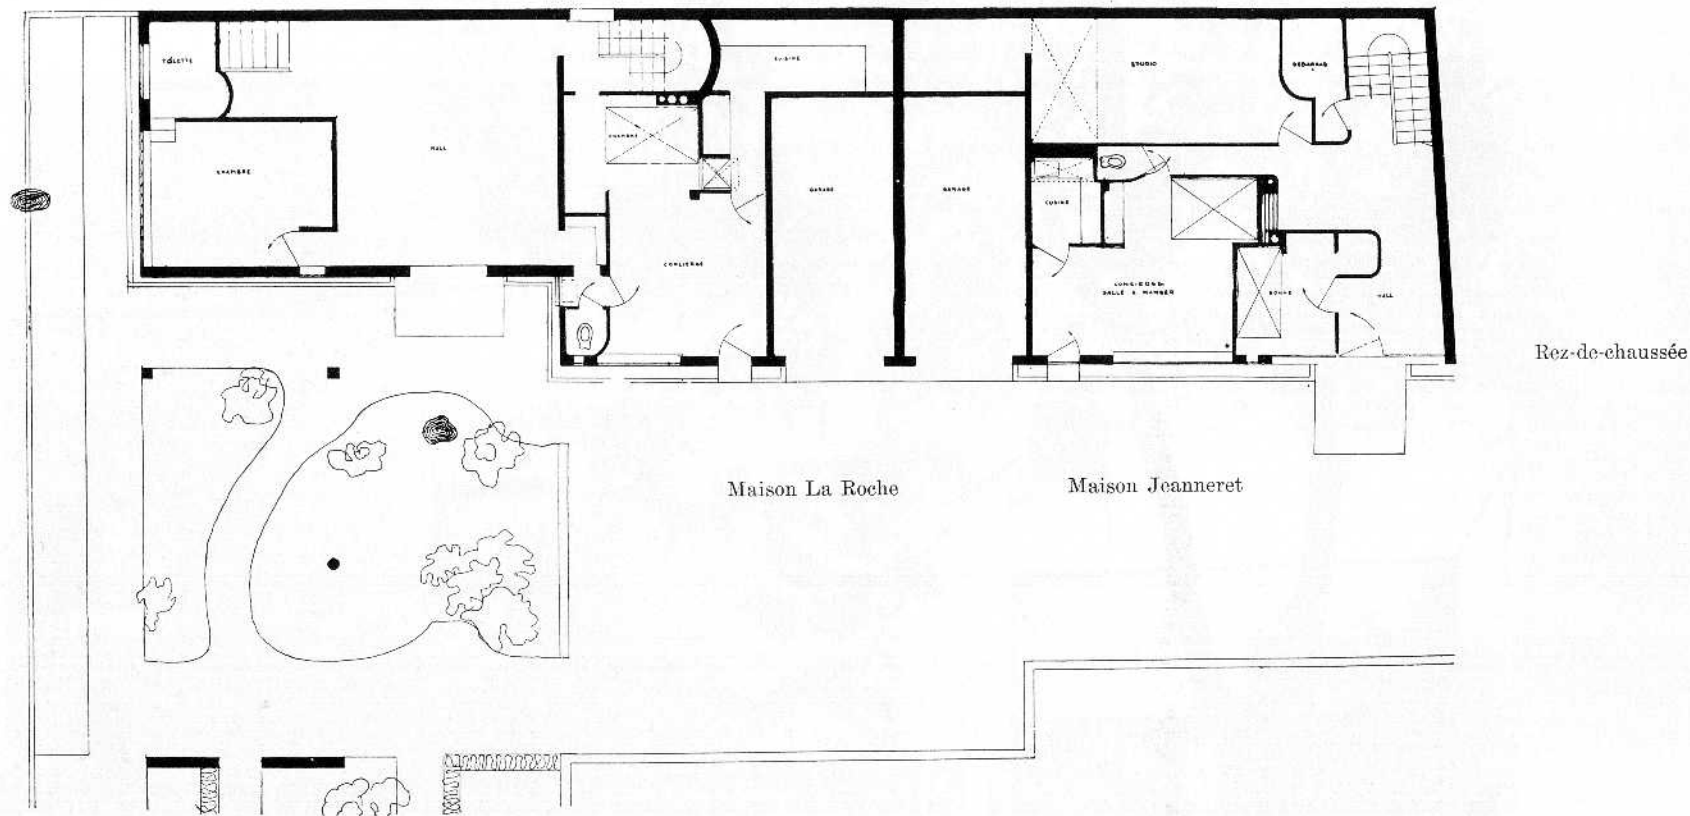 TOILETTE
CUISINE
STUDIO
DEBARRAS
CHAMBRE
HALL
CHAMBRE
GARAGE
GARAGE
CUISINE
CONCIERGE
SALLE A MANGER
BONNE
HALL
Rez-de-chaussée
Maison La Roche
Maison Jeanneret